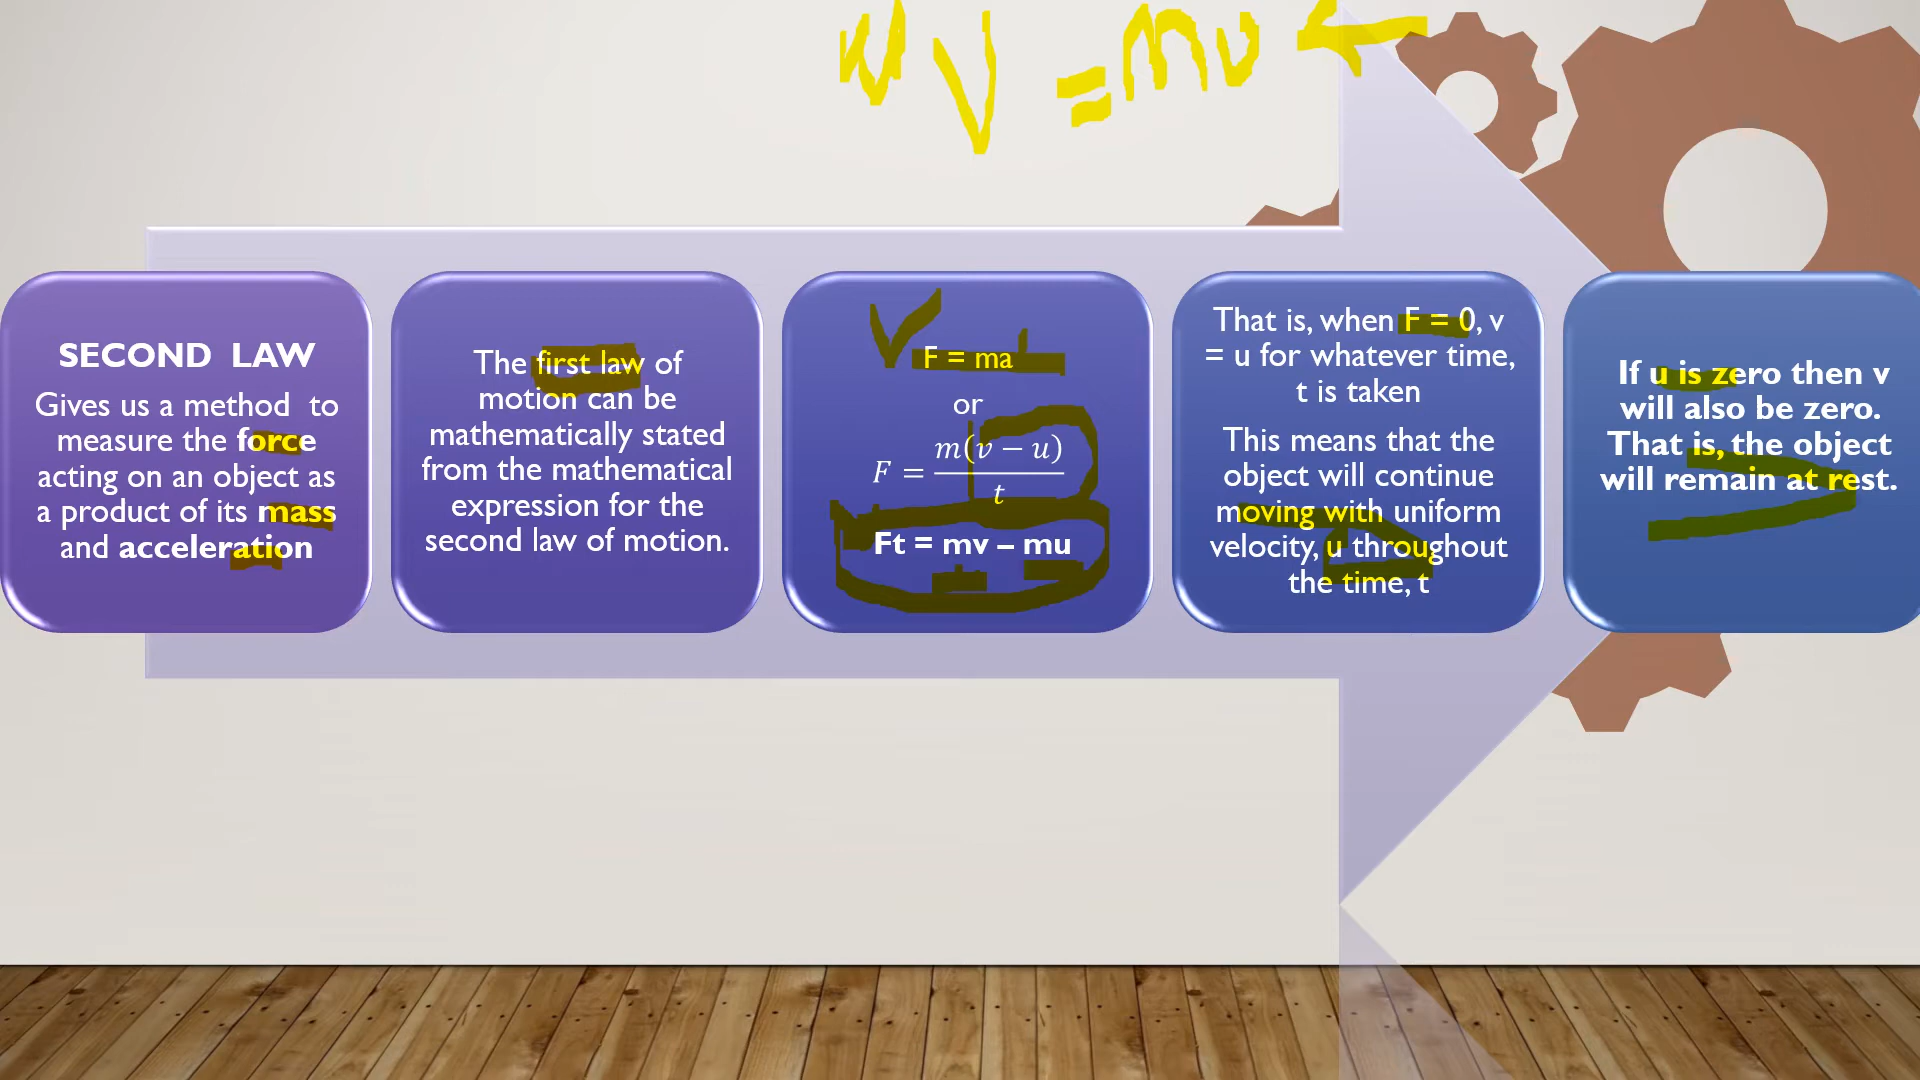 mv = mu ←
SECOND LAW
Gives us a method to
measure the force
acting on an object as
a product of its mass
and acceleration
The first law of
motion can be
mathematically stated
from the mathematical
expression for the
second law of motion.
F = ma
or
F = m(v − u) / t
Ft = mv – mu
That is, when F = 0, v
= u for whatever time,
t is taken
This means that the
object will continue
moving with uniform
velocity, u throughout
the time, t
If u is zero then v
will also be zero.
That is, the object
will remain at rest.